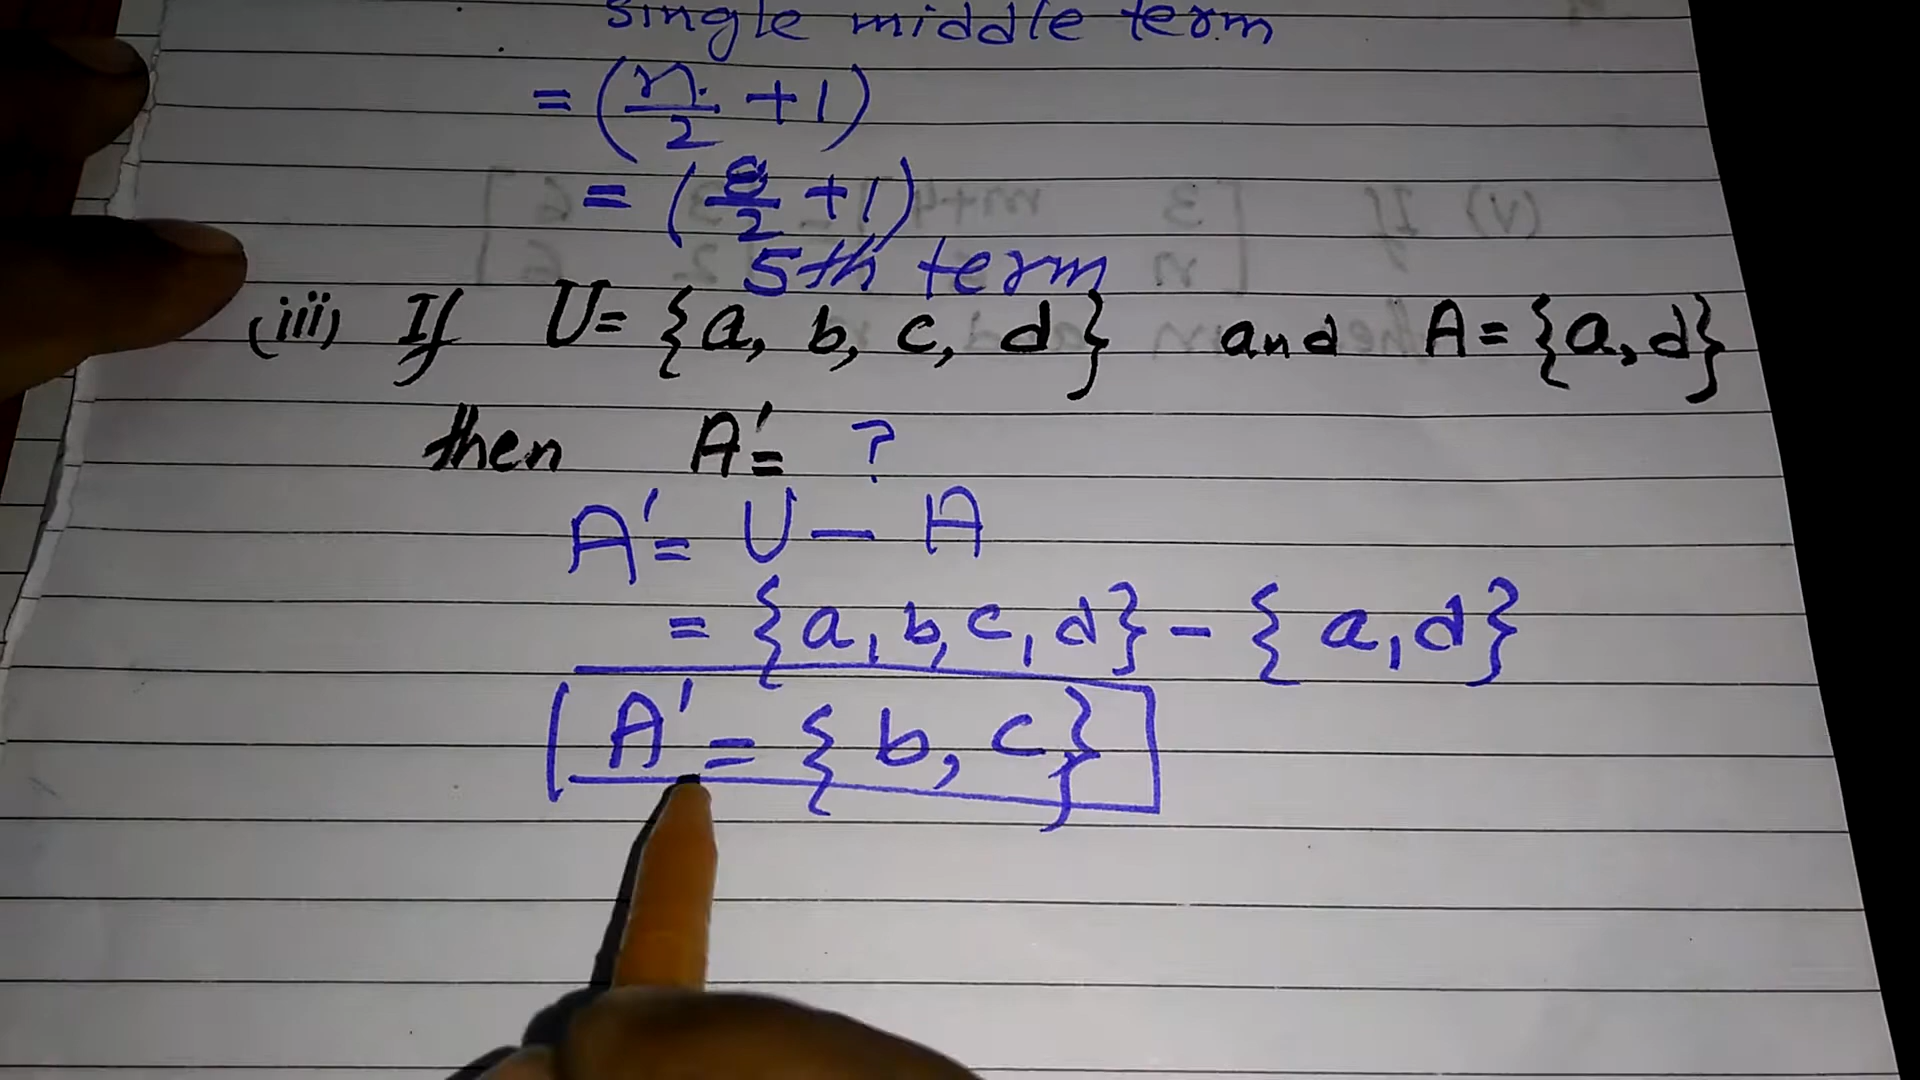 single middle term
= (n/2 + 1)
= (8/2 + 1)
5th term
(iii) If U= {a, b, c, d} and A= {a, d}
then A'= ?
A'= U - A
= {a, b, c, d} - {a, d}
A' = {b, c}